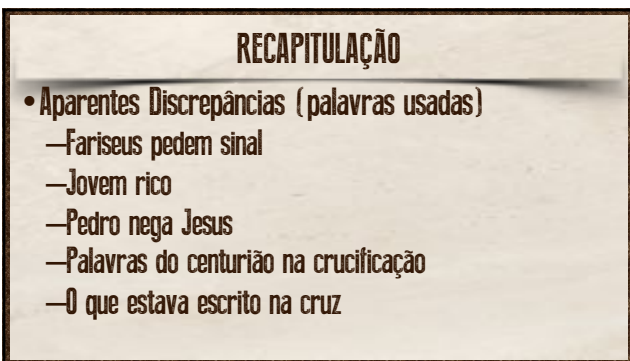 RECAPITULAÇÃO
• Aparentes Discrepâncias (palavras usadas)
–Fariseus pedem sinal
–Jovem rico
–Pedro nega Jesus
–Palavras do centurião na crucificação
–O que estava escrito na cruz